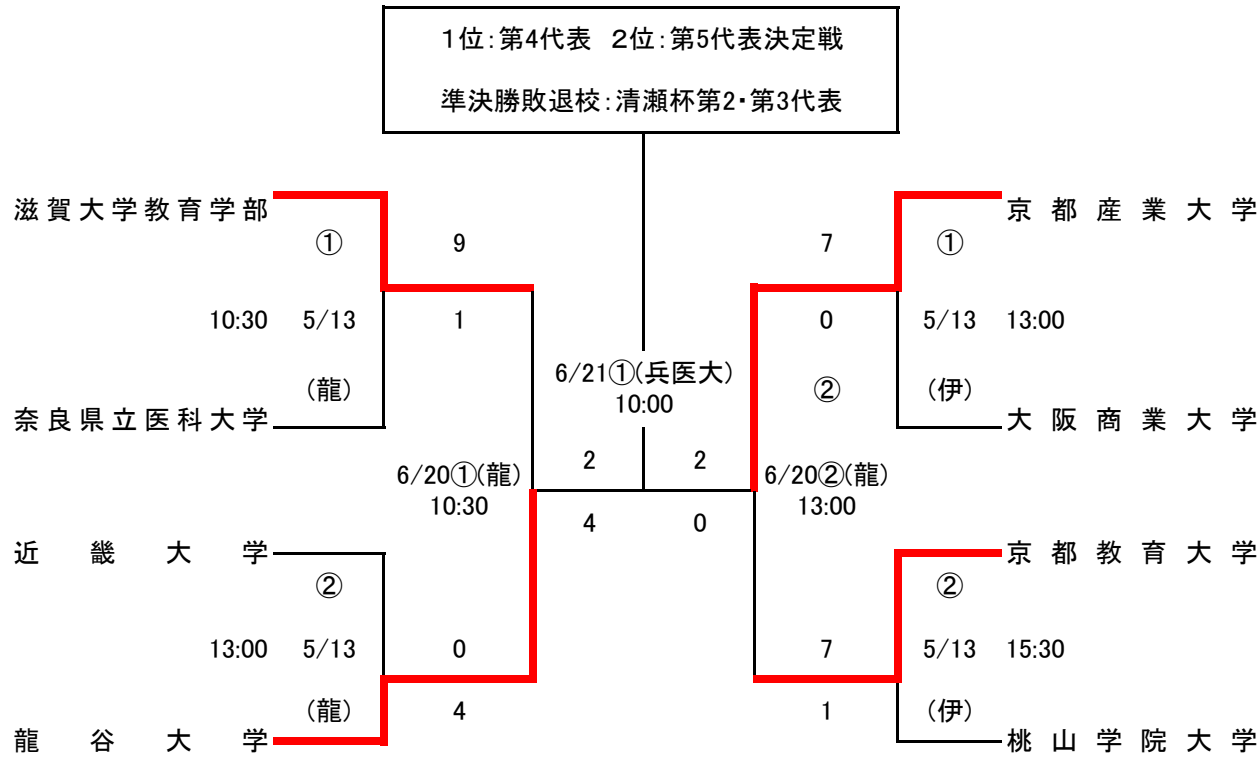 1位:第4代表 2位:第5代表決定戦
準決勝敗退校:清瀬杯第2・第3代表
滋賀大学教育学部
京都産業大学
① 9 7 ①
10:30 5/13 1 0 5/13 13:00
6/21①(兵医大)
10:00
(龍) ② (伊)
奈良県立医科大学
大阪商業大学
6/20①(龍)
10:30
2 2
6/20②(龍)
13:00
4 0
近畿大学
京都教育大学
② ②
13:00 5/13 0 7 5/13 15:30
(龍) 4 1 (伊)
龍谷大学
桃山学院大学